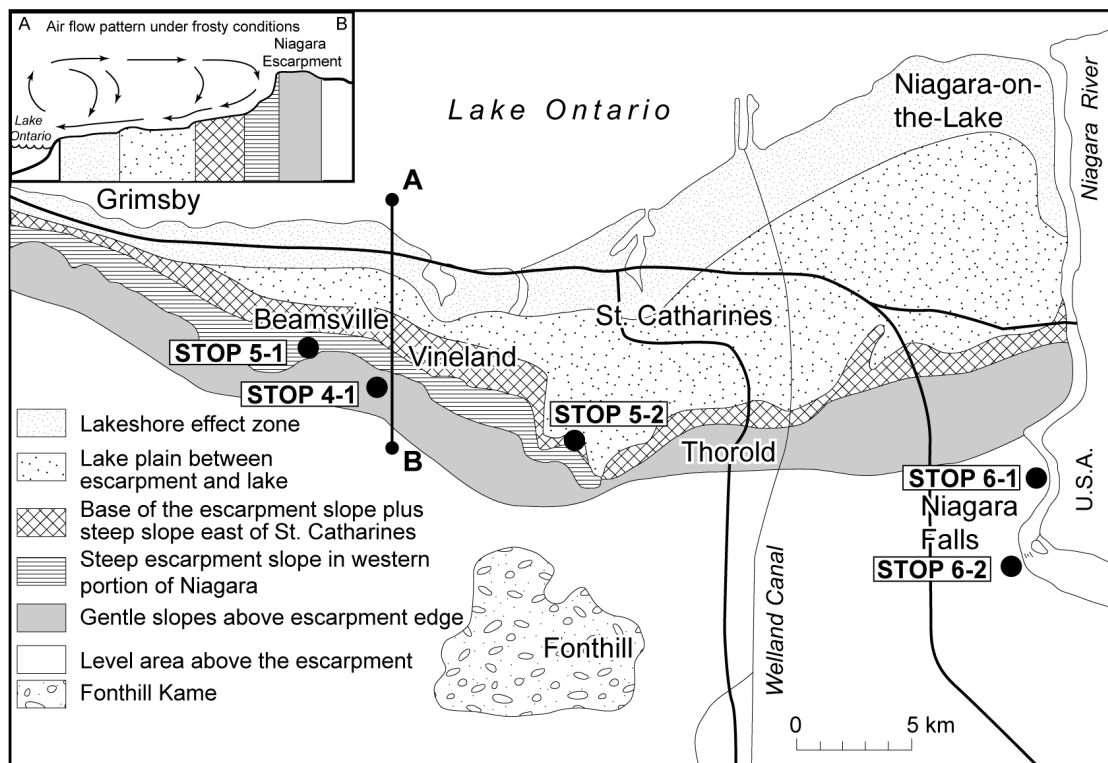 A
B
Air flow pattern under frosty conditions
Niagara
Escarpment
Lake
Ontario
Lake Ontario
Niagara-on-
the-Lake
Niagara River
Grimsby
A
St. Catharines
Beamsville
STOP 5-1
Vineland
STOP 4-1
STOP 5-2
B
Thorold
STOP 6-1
U.S.A.
Niagara
Falls
STOP 6-2
Welland Canal
Fonthill
Lakeshore effect zone
Lake plain between
escarpment and lake
Base of the escarpment slope plus
steep slope east of St. Catharines
Steep escarpment slope in western
portion of Niagara
Gentle slopes above escarpment edge
Level area above the escarpment
Fonthill Kame
0 5 km